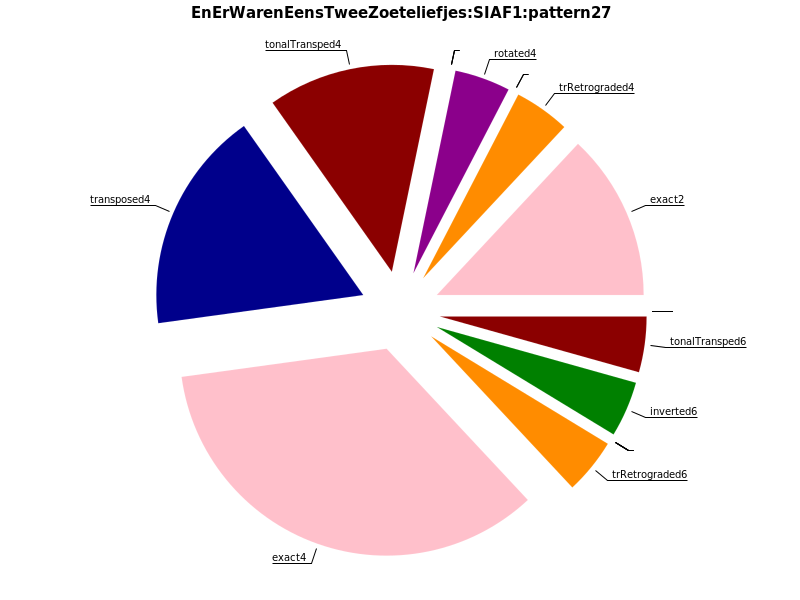 EnErWarenEensTweeZoeteliefjes:SIAF1:pattern27
tonalTransped4
rotated4
trRetrograded4
transposed4
exact2
tonalTransped6
inverted6
trRetrograded6
exact4